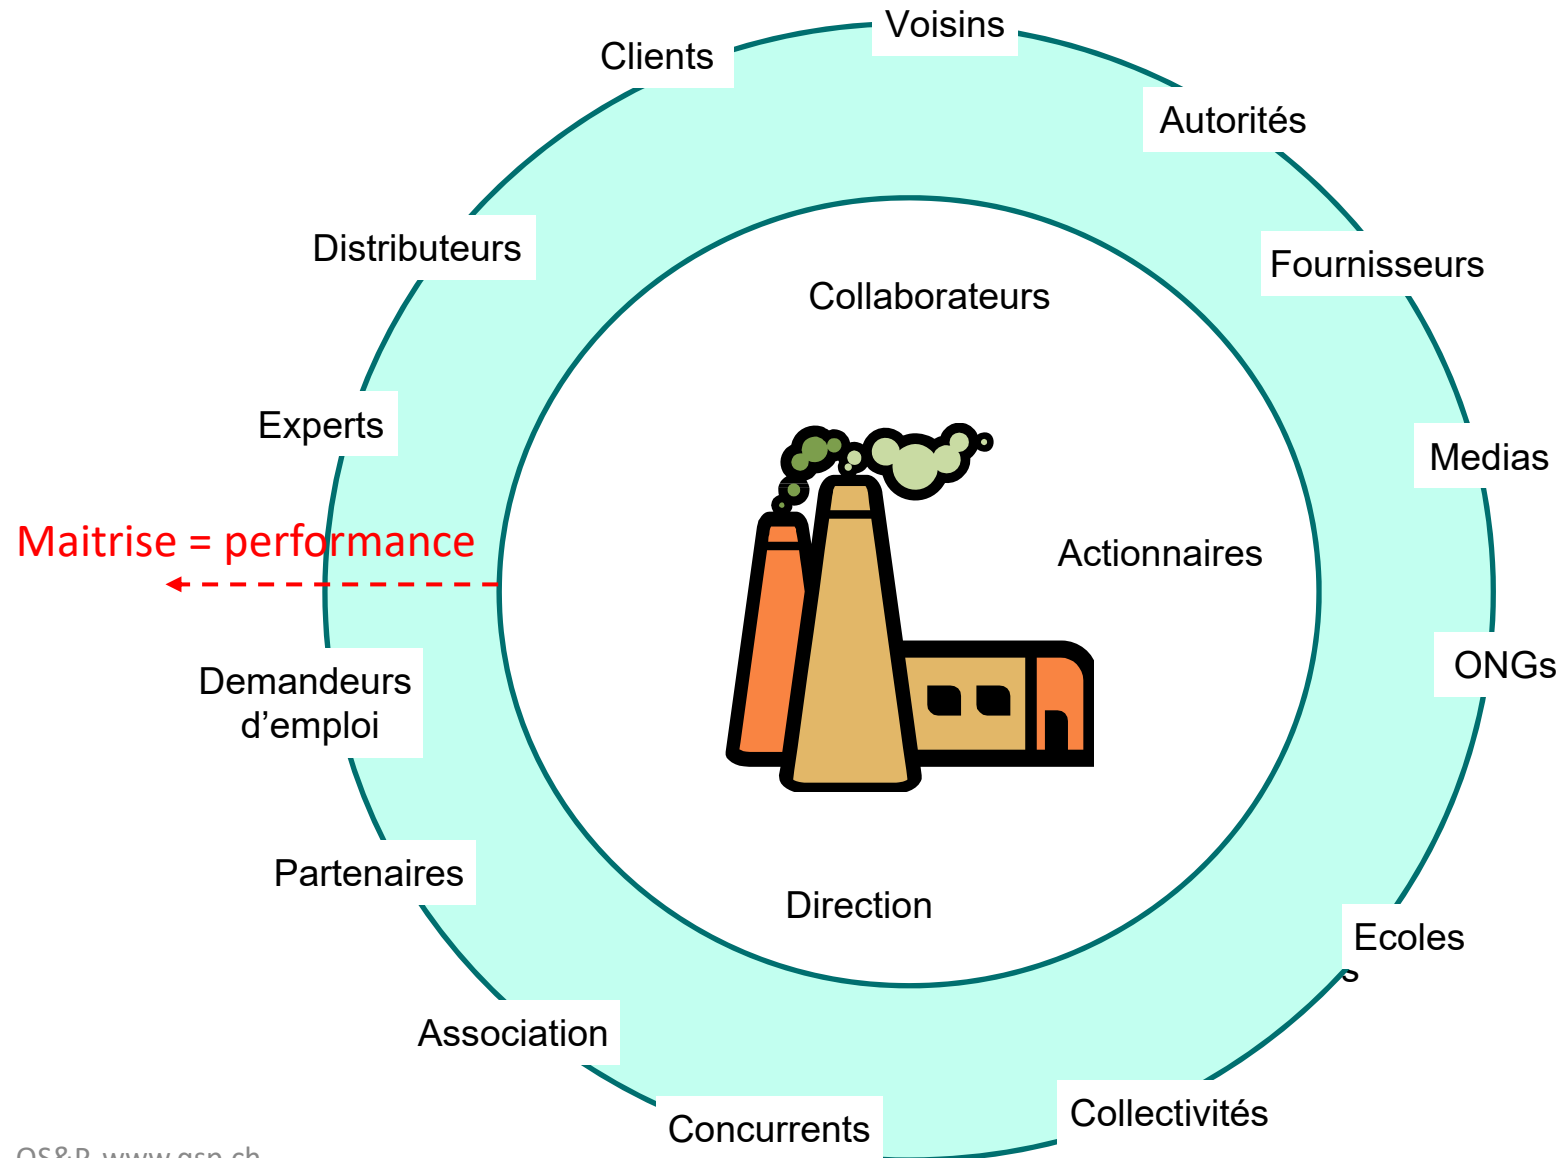 Voisins
Clients
Autorités
Distributeurs
Fournisseurs
Collaborateurs
Experts
Medias
Maitrise = performance
Actionnaires
ONGs
Demandeurs
d’emploi
Partenaires
Direction
Ecoles
s
Association
Collectivités
Concurrents